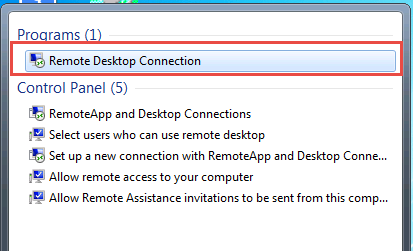 Programs (1)
Remote Desktop Connection
Control Panel (5)
RemoteApp and Desktop Connections
Select users who can use remote desktop
Set up a new connection with RemoteApp and Desktop Conne...
Allow remote access to your computer
Allow Remote Assistance invitations to be sent from this comp...